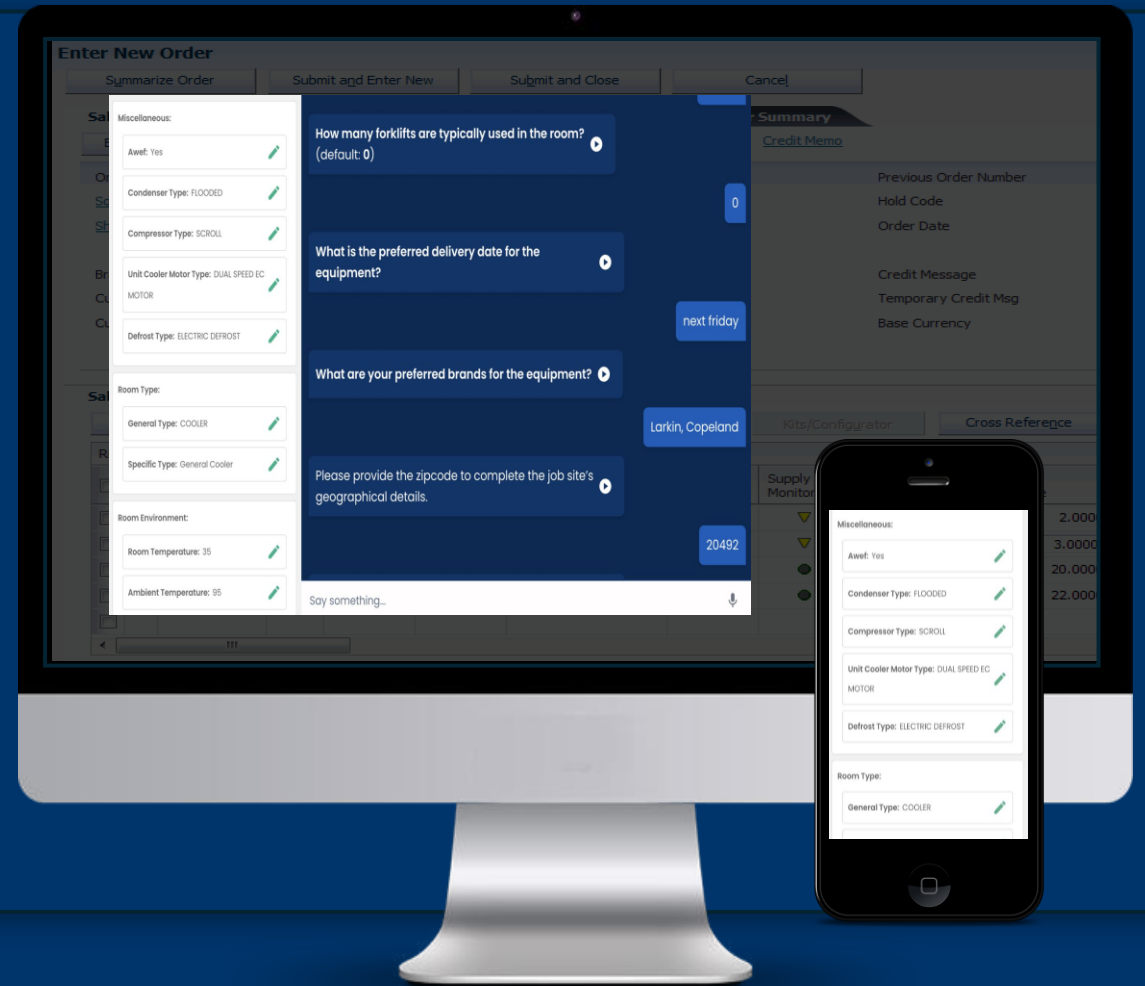 Enter New Order
Summarize Order
Submit and Enter New
Submit and Close
Cancel
Summary
Credit Memo
Previous Order Number
Hold Code
Order Date
Credit Message
Temporary Credit Msg
Base Currency
Kits/Configurator
Cross Reference
Supply
Monitor
2.000
3.0000
20.000
22.000
Miscellaneous:
Awef: Yes
Condenser Type: FLOODED
Compressor Type: SCROLL
Unit Cooler Motor Type: DUAL SPEED EC
MOTOR
Defrost Type: ELECTRIC DEFROST
Room Type:
General Type: COOLER
Specific Type: General Cooler
Room Environment:
Room Temperature: 35
Ambient Temperature: 95
How many forklifts are typically used in the room?
(default: 0)
0
What is the preferred delivery date for the
equipment?
next friday
What are your preferred brands for the equipment?
Larkin, Copeland
Please provide the zipcode to complete the job site's
geographical details.
20492
Say something...
Miscellaneous:
Awef: Yes
Condenser Type: FLOODED
Compressor Type: SCROLL
Unit Cooler Motor Type: DUAL SPEED EC
MOTOR
Defrost Type: ELECTRIC DEFROST
Room Type:
General Type: COOLER